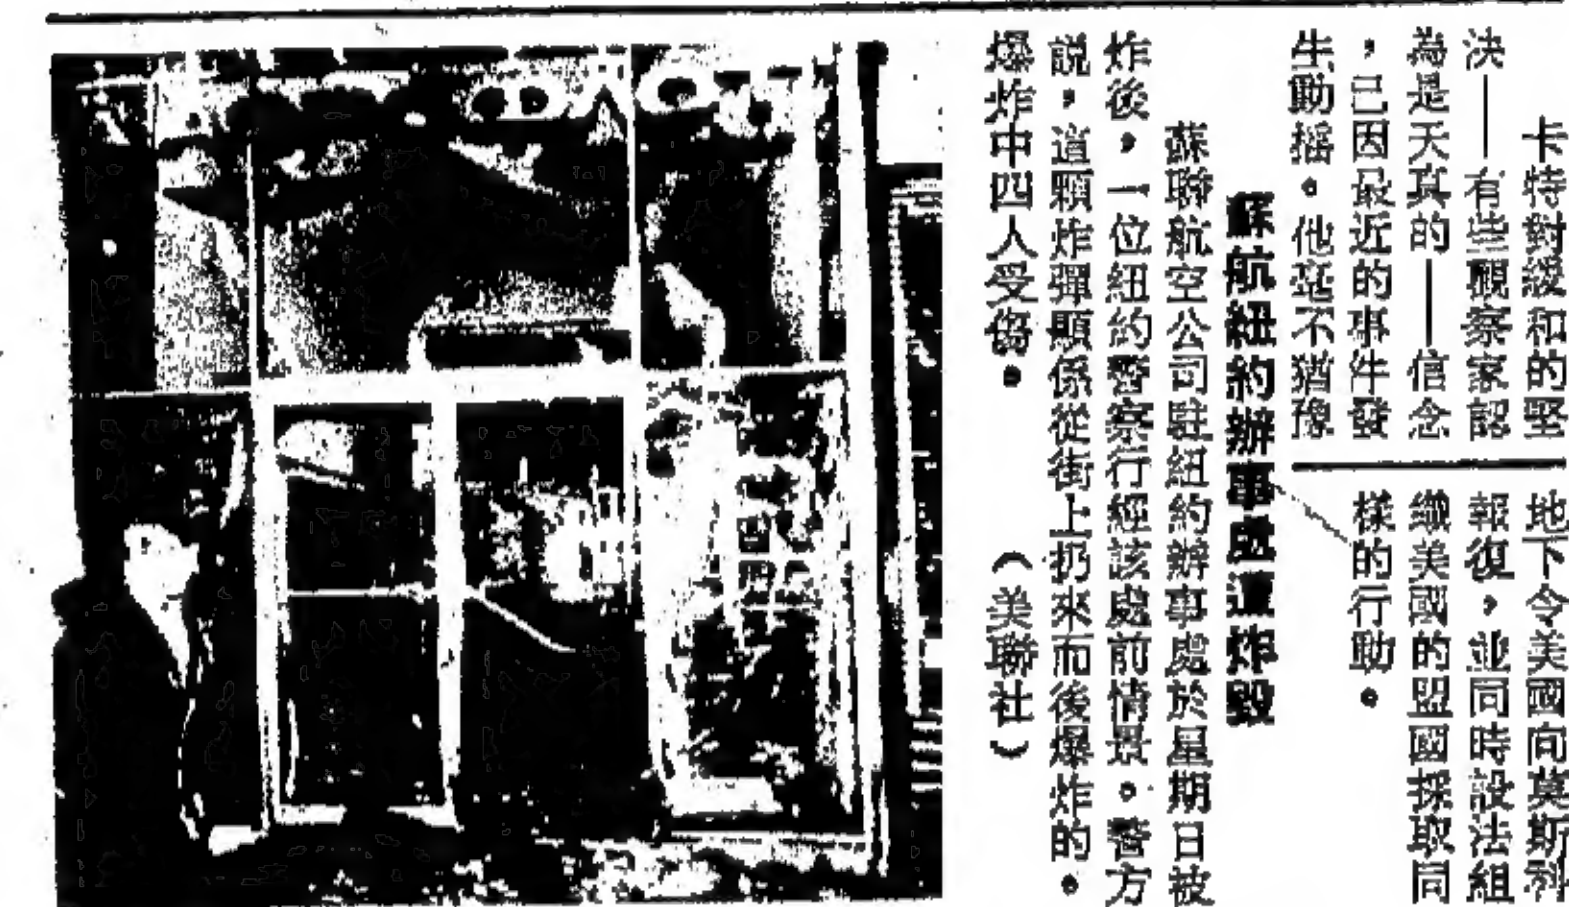 卡特對緩和的堅
決——有些觀察家認
為是天真的——信念
，已因最近的事件發
生動搖。他毫不猶豫
地下令美國向莫斯科
報復，並同時設法組
織美國的盟國採取同
樣的行動。
蘇航紐約辦事處遭炸毀
蘇聯航空公司駐紐約辦事處於星期日被
炸後，一位紐約警察行經該處前情景。警方
説，這顆炸彈顯係從街上扔來而後爆炸的。
爆炸中四人受傷。（美聯社）